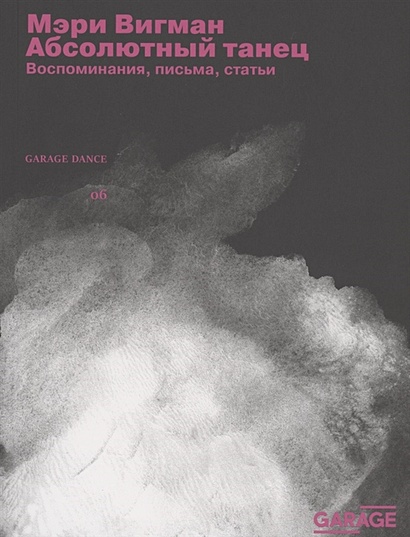 Мэри Вигман
Абсолютный танец
Воспоминания, письма, статьи
GARAGE DANCE
06
GARAGE